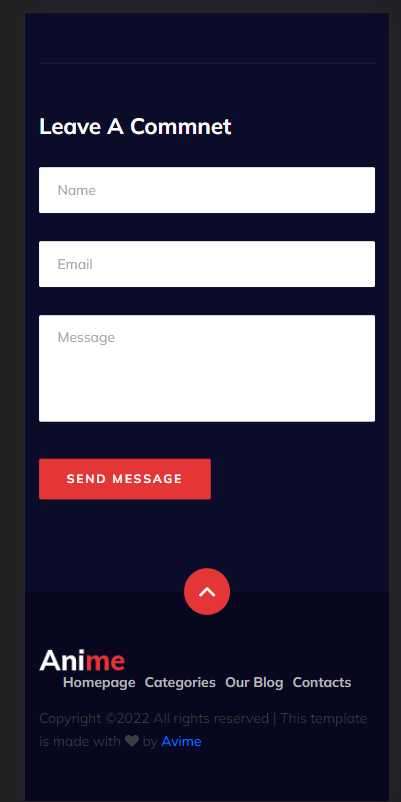 Leave A Commnet
Name
Email
Message
SEND MESSAGE
Anime
Homepage Categories Our Blog Contacts
Copyright ©2022 All rights reserved | This template
is made with ♥ by Avime